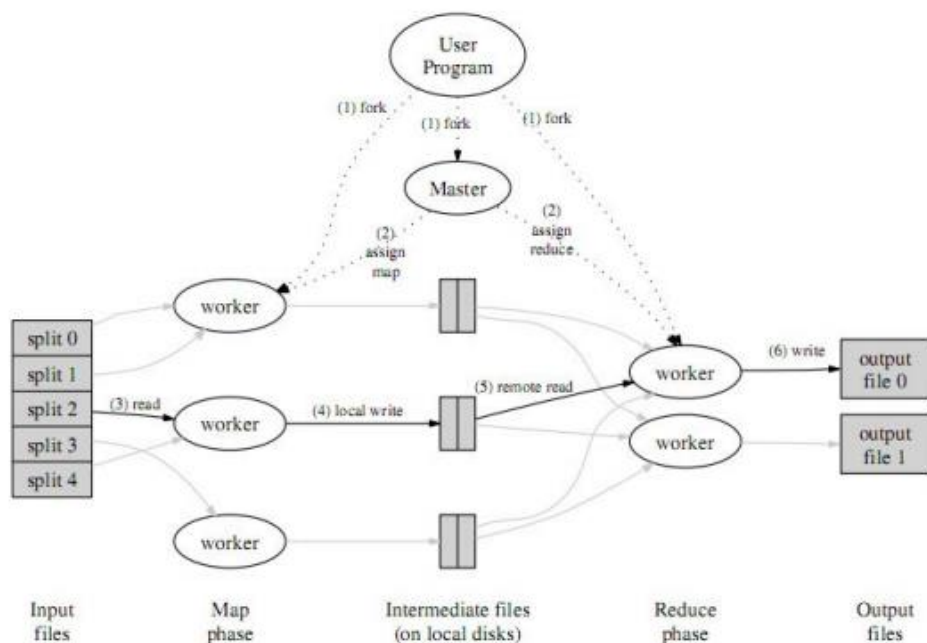 User
Program
(1) fork
(1) fork
(1) fork
Master
(2)
assign
map
(2)
assign
reduce
worker
split 0
split 1
split 2
split 3
split 4
(3) read
worker
(4) local write
(5) remote read
worker
(6) write
output
file 0
worker
output
file 1
worker
Input
files
Map
phase
Intermediate files
(on local disks)
Reduce
phase
Output
files